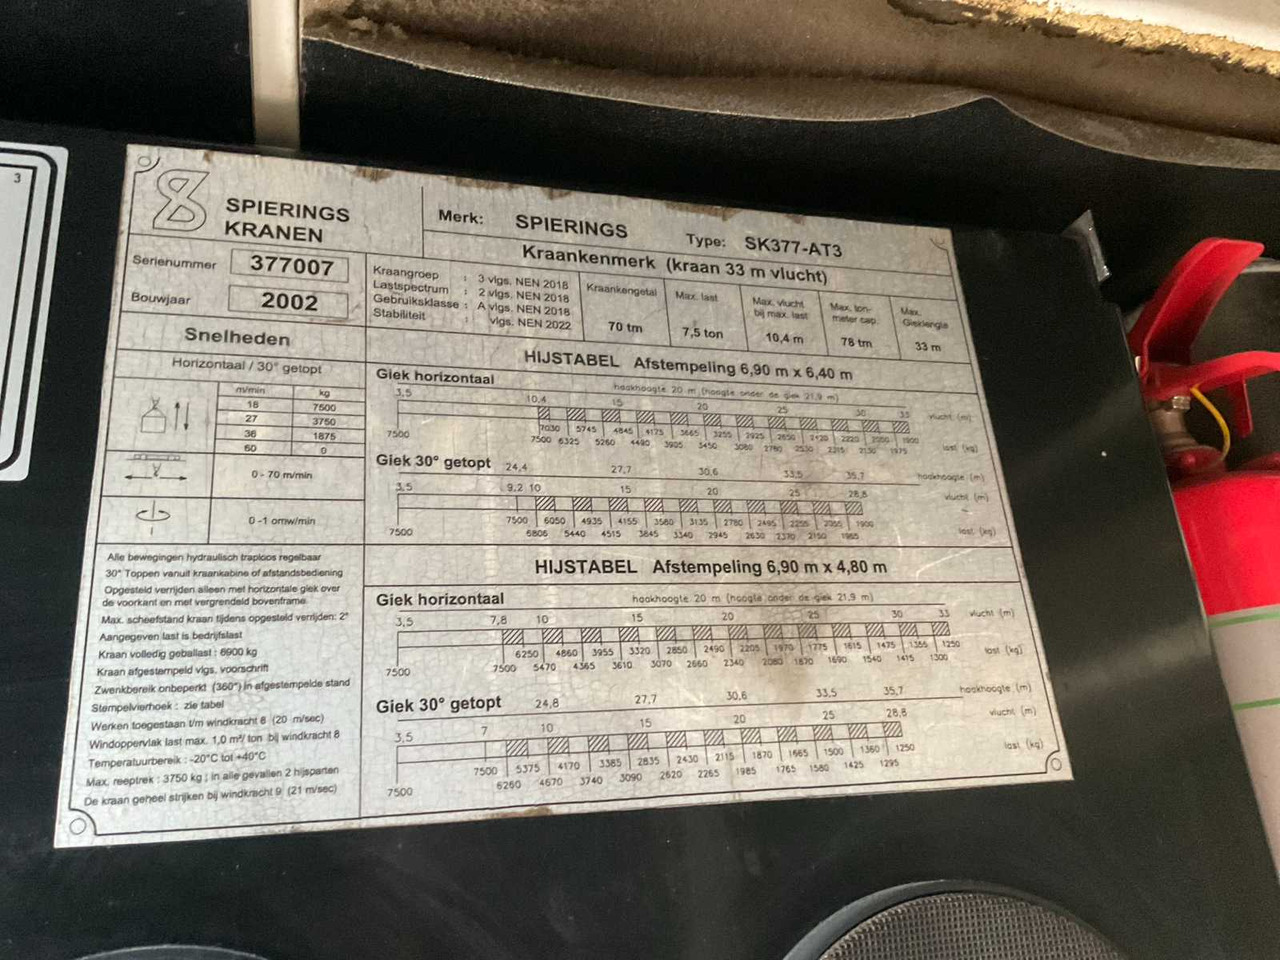 3
SPIERINGS
KRANEN
Merk: SPIERINGS Type: SK377-AT3
Kraankenmerk (kraan 33 m vlucht)
Serienummer 377007
Bouwjaar 2002
Kraangroep : 3 vlgs. NEN 2018
Lastspectrum : 2 vlgs. NEN 2018
Gebruiksklasse : A vlgs. NEN 2018
Stabiliteit : vlgs. NEN 2022
Kraankengetal
70 tm
Max. last
7,5 ton
Max. vlucht
bij max. last
10,4 m
Max. ton-
meter cap.
78 tm
Max.
Gieklengte
33 m
Snelheden
Horizontaal / 30° getopt
m/min kg
18 7500
27 3750
36 1875
60 0
0 - 70 m/min
0 -1 omw/min
Alle bewegingen hydraulisch traploos regelbaar
30° Toppen vanuit kraankabine of afstandsbediening
Opgesteld verrijden alleen met horizontale giek over
de voorkant en met vergrendeld bovenframe.
Max. scheefstand kraan tijdens opgesteld verrijden: 2°
Aangegeven last is bedrijfslast
Kraan volledig geballast : 6900 kg
Kraan afgestempeld vlgs. voorschrift
Zwenkbereik onbeperkt (360°) in afgestempelde stand
Stempelvierhoek : zie tabel
Werken toegestaan t/m windkracht 8 (20 m/sec)
Windoppervlak last max. 1,0 m²/ ton bij windkracht 8
Temperatuurbereik : -20°C tot +40°C
Max. reeptrek : 3750 kg ; in alle gevallen 2 hijsparten
De kraan geheel strijken bij windkracht 9 (21 m/sec)
HIJSTABEL Afstempeling 6,90 m x 6,40 m
Giek horizontaal haakhoogte 20 m (hoogte onder de giek 21,9 m)
3,5 10,4 15 20 25 30 33 vlucht (m)
7030 5745 4845 4175 3665 3255 2925 2650 2420 2220 2050 1900
7500 7500 6325 5260 4490 3905 3450 3080 2780 2530 2315 2130 1975 last (kg)
Giek 30° getopt 24,4 27,7 30,6 33,5 35,7 haakhoogte (m)
3,5 9,2 10 15 20 25 28,8 vlucht (m)
7500 6050 4935 4155 3580 3135 2780 2495 2255 2055 1900
7500 6805 5440 4515 3845 3340 2945 2630 2370 2150 1965 last (kg)
HIJSTABEL Afstempeling 6,90 m x 4,80 m
Giek horizontaal haakhoogte 20 m (hoogte onder de giek 21,9 m)
3,5 7,8 10 15 20 25 30 33 vlucht (m)
6250 4860 3955 3320 2850 2490 2205 1970 1775 1615 1475 1355 1250
7500 7500 5470 4365 3610 3070 2660 2340 2080 1870 1690 1540 1415 1300 last (kg)
Giek 30° getopt 24,8 27,7 30,6 33,5 35,7 haakhoogte (m)
3,5 7 10 15 20 25 28,8 vlucht (m)
7500 5375 4170 3385 2835 2430 2115 1870 1665 1500 1360 1250
7500 6260 4670 3740 3090 2620 2265 1985 1765 1580 1425 1295 last (kg)